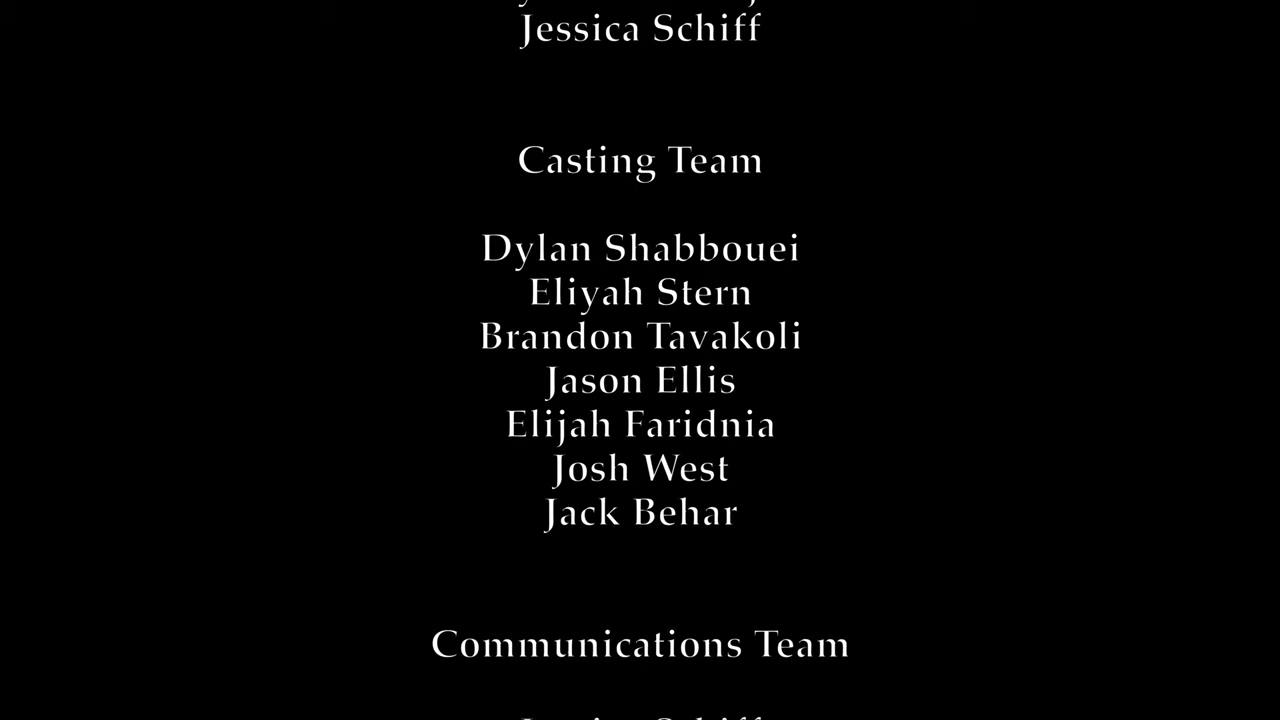 Jessica Schiff
Casting Team
Dylan Shabbouei
Eliyah Stern
Brandon Tavakoli
Jason Ellis
Elijah Faridnia
Josh West
Jack Behar
Communications Team